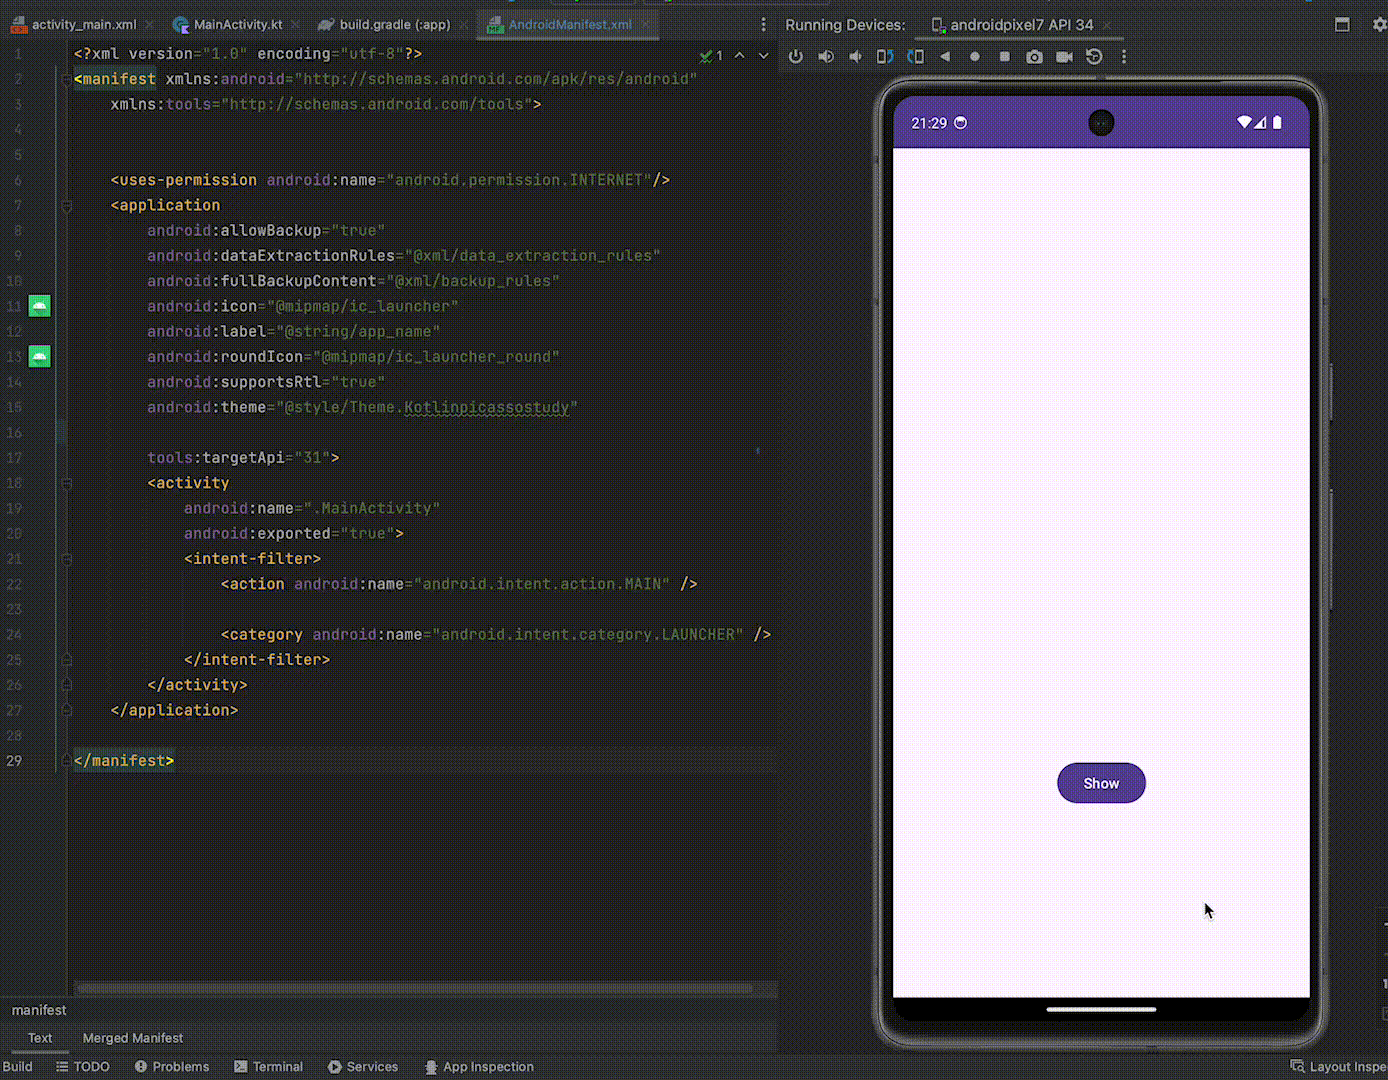 activity_main.xml MainActivity.kt build.gradle (:app) AndroidManifest.xml
Running Devices: androidpixel7 API 34
1 <?xml version="1.0" encoding="utf-8"?>
1
2 <manifest xmlns:android="http://schemas.android.com/apk/res/android"
3 xmlns:tools="http://schemas.android.com/tools">
4
5
6 <uses-permission android:name="android.permission.INTERNET"/>
7 <application
8 android:allowBackup="true"
9 android:dataExtractionRules="@xml/data_extraction_rules"
10 android:fullBackupContent="@xml/backup_rules"
11 android:icon="@mipmap/ic_launcher"
12 android:label="@string/app_name"
13 android:roundIcon="@mipmap/ic_launcher_round"
14 android:supportsRtl="true"
15 android:theme="@style/Theme.Kotlinpicassostudy"
16
17 tools:targetApi="31">
18 <activity
19 android:name=".MainActivity"
20 android:exported="true">
21 <intent-filter>
22 <action android:name="android.intent.action.MAIN" />
23
24 <category android:name="android.intent.category.LAUNCHER" />
25 </intent-filter>
26 </activity>
27 </application>
28
29 </manifest>
21:29
Show
manifest
Text Merged Manifest
Build TODO Problems Terminal Services App Inspection Layout Inspe